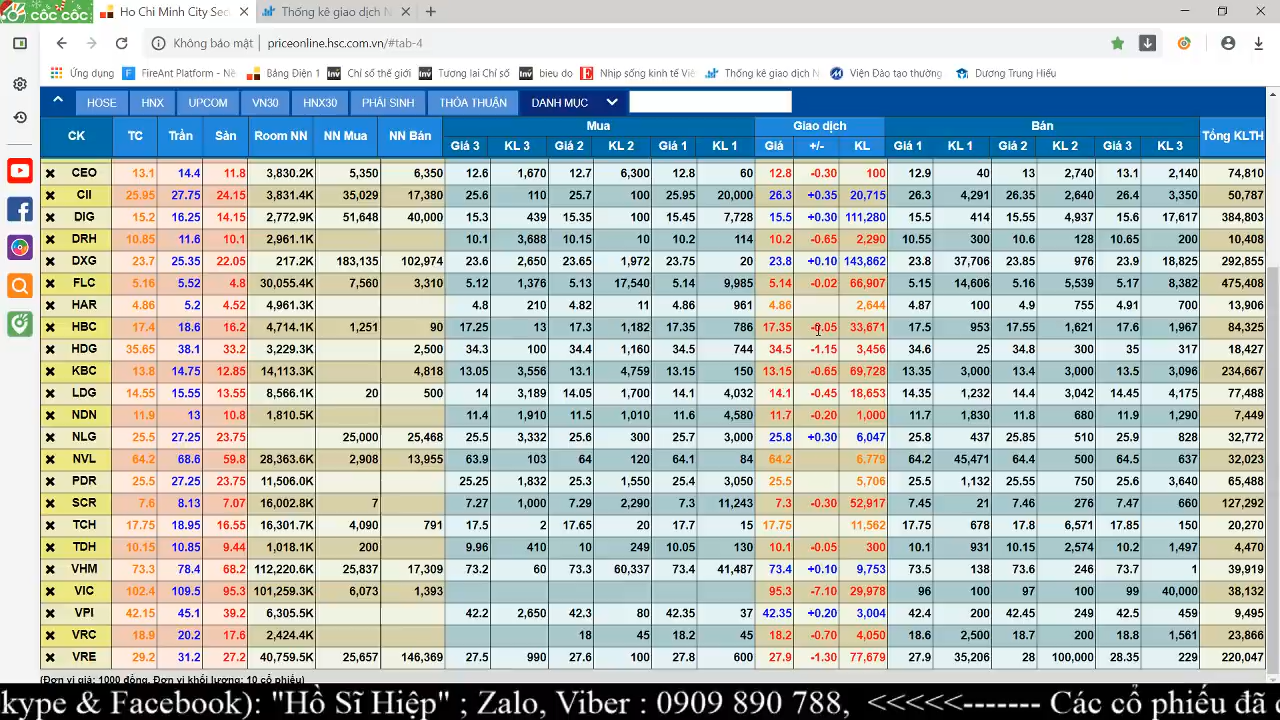 CỐC CỐC Ho Chi Minh City Sec Thống kê giao dịch N
Không bảo mật priceonline.hsc.com.vn/#tab-4
Ứng dụng FireAnt Platform - Nề Bảng Điện 1 Chỉ số thế giới Tương lai Chỉ số bieu do Nhịp sống kinh tế Việ Thống kê giao dịch N Viện Đào tạo thường Dương Trung Hiếu
HOSE HNX UPCOM VN30 HNX30 PHÁI SINH THỎA THUẬN DANH MỤC
CK TC Trần Sàn Room NN NN Mua NN Bán Mua Giao dịch Bán Tổng KLTH
Giá 3 KL 3 Giá 2 KL 2 Giá 1 KL 1 Giá +/- KL Giá 1 KL 1 Giá 2 KL 2 Giá 3 KL 3
CEO 13.1 14.4 11.8 3,830.2K 5,350 6,350 12.6 1,670 12.7 6,300 12.8 60 12.8 -0.30 100 12.9 40 13 2,740 13.1 2,140 74,810
CII 25.95 27.75 24.15 3,831.4K 35,029 17,380 25.6 110 25.7 100 25.95 20,000 26.3 +0.35 20,715 26.3 4,291 26.35 2,640 26.4 3,350 50,787
DIG 15.2 16.25 14.15 2,772.9K 51,648 40,000 15.3 439 15.35 100 15.45 7,728 15.5 +0.30 111,280 15.5 414 15.55 4,937 15.6 17,617 384,803
DRH 10.85 11.6 10.1 2,961.1K 10.1 3,688 10.15 10 10.2 114 10.2 -0.65 2,290 10.55 300 10.6 128 10.65 200 10,408
DXG 23.7 25.35 22.05 217.2K 183,135 102,974 23.6 2,650 23.65 1,972 23.75 20 23.8 +0.10 143,862 23.8 37,706 23.85 976 23.9 18,825 292,855
FLC 5.16 5.52 4.8 30,055.4K 7,560 3,310 5.12 1,376 5.13 17,540 5.14 9,985 5.14 -0.02 66,907 5.15 14,606 5.16 5,539 5.17 8,382 475,408
HAR 4.86 5.2 4.52 4,961.3K 4.8 210 4.82 11 4.86 961 4.86 2,644 4.87 100 4.9 755 4.91 700 13,906
HBC 17.4 18.6 16.2 4,714.1K 1,251 90 17.25 13 17.3 1,182 17.35 786 17.35 -0.05 33,671 17.5 953 17.55 1,621 17.6 1,967 84,325
HDG 35.65 38.1 33.2 3,229.3K 2,500 34.3 100 34.4 1,160 34.5 744 34.5 -1.15 3,456 34.6 25 34.8 300 35 317 18,427
KBC 13.8 14.75 12.85 14,113.3K 4,818 13.05 3,556 13.1 4,759 13.15 150 13.15 -0.65 69,728 13.35 3,000 13.4 3,000 13.5 3,096 234,667
LDG 14.55 15.55 13.55 8,566.1K 20 500 14 3,189 14.05 1,700 14.1 4,032 14.1 -0.45 18,653 14.35 1,232 14.4 3,042 14.45 4,175 77,488
NDN 11.9 13 10.8 1,810.5K 11.4 1,910 11.5 1,010 11.6 4,580 11.7 -0.20 1,000 11.7 1,830 11.8 680 11.9 1,290 7,449
NLG 25.5 27.25 23.75 25,000 25,468 25.5 3,332 25.6 300 25.7 3,000 25.8 +0.30 6,047 25.8 437 25.85 510 25.9 828 32,772
NVL 64.2 68.6 59.8 28,363.6K 2,908 13,955 63.9 103 64 120 64.1 84 64.2 6,779 64.2 45,471 64.4 500 64.5 637 32,023
PDR 25.5 27.25 23.75 11,506.0K 25.25 1,832 25.3 1,550 25.4 3,050 25.5 5,706 25.5 1,132 25.55 750 25.6 3,640 65,488
SCR 7.6 8.13 7.07 16,002.8K 7 7.27 1,000 7.29 2,290 7.3 11,243 7.3 -0.30 52,917 7.45 21 7.46 276 7.47 660 127,292
TCH 17.75 18.95 16.55 16,301.7K 4,090 791 17.5 2 17.65 20 17.7 15 17.75 11,562 17.75 678 17.8 6,571 17.85 150 20,270
TDH 10.15 10.85 9.44 1,018.1K 200 9.96 410 10 249 10.05 130 10.1 -0.05 300 10.1 931 10.15 2,574 10.2 1,497 4,470
VHM 73.3 78.4 68.2 112,220.6K 25,837 17,309 73.2 60 73.3 60,337 73.4 41,487 73.4 +0.10 9,753 73.5 138 73.6 246 73.7 1 39,919
VIC 102.4 109.5 95.3 101,259.3K 6,073 1,393 95.3 -7.10 29,978 96 100 97 100 99 40,000 38,132
VPI 42.15 45.1 39.2 6,305.5K 42.2 2,650 42.3 80 42.35 37 42.35 +0.20 3,004 42.4 200 42.45 249 42.5 459 9,495
VRC 18.9 20.2 17.6 2,424.4K 18 45 18.2 45 18.2 -0.70 4,050 18.6 2,500 18.7 200 18.8 1,561 23,866
VRE 29.2 31.2 27.2 40,759.5K 25,657 146,369 27.5 990 27.6 100 27.8 600 27.9 -1.30 77,679 27.9 35,206 28 100,000 28.35 229 220,047
(Đơn vị giá: 1000 đồng, Đơn vị khối lượng: 10 cổ phiếu)
kype & Facebook): "Hồ Sĩ Hiệp" ; Zalo, Viber : 0909 890 788, <<<<<------- Các cổ phiếu đã